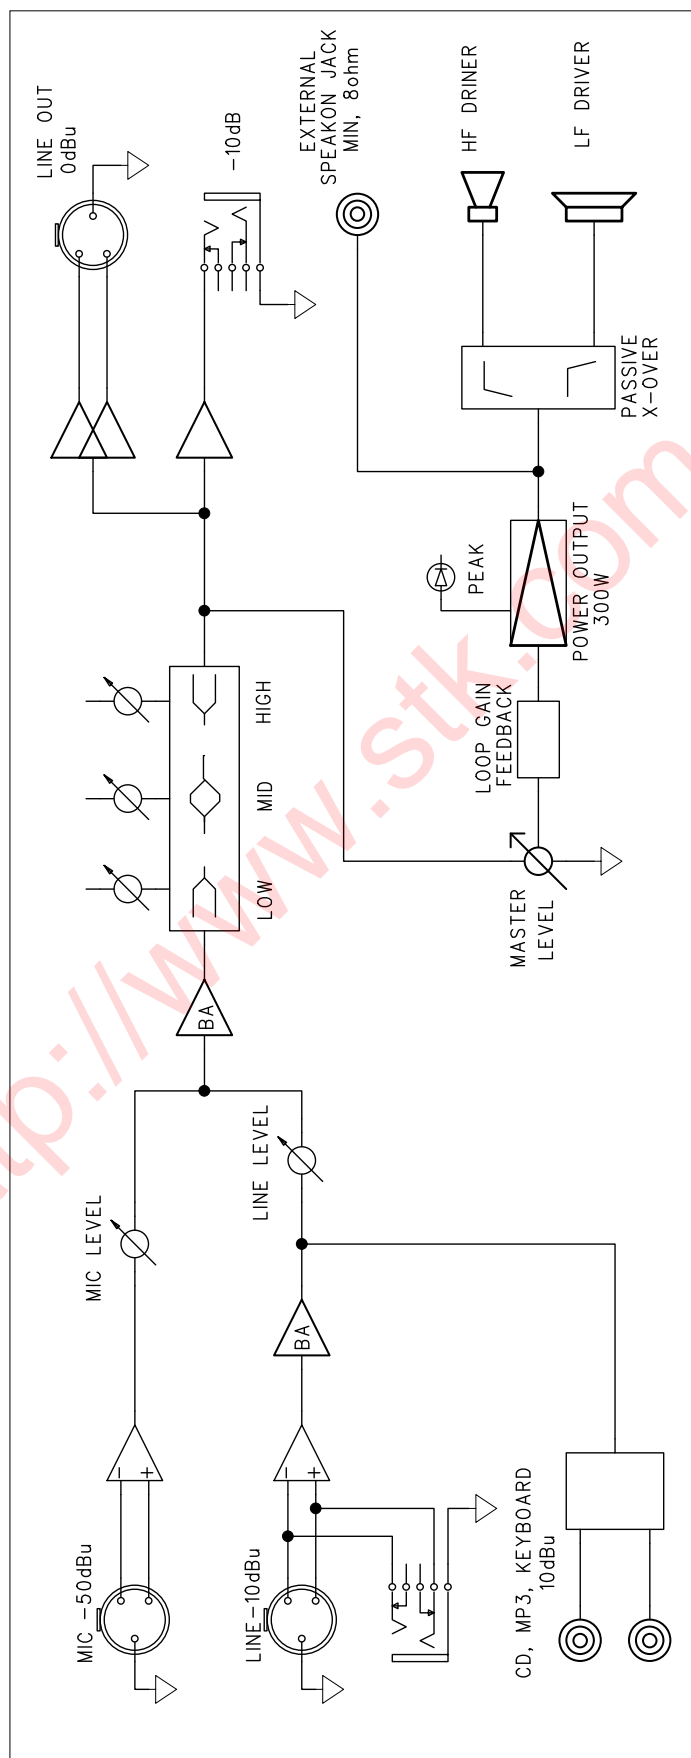 LINE OUT
0dBu
-10dB
EXTERNAL
SPEAKON JACK
MIN, 8ohm
HF DRINER
LF DRIVER
PASSIVE
X-OVER
PEAK
POWER OUTPUT
300W
LOOP GAIN
FEEDBACK
MASTER
LEVEL
LOW
MID
HIGH
BA
MIC LEVEL
LINE LEVEL
BA
- +
- +
MIC -50dBu
LINE-10dBu
CD, MP3, KEYBOARD
10dBu
tp://www.stk.com